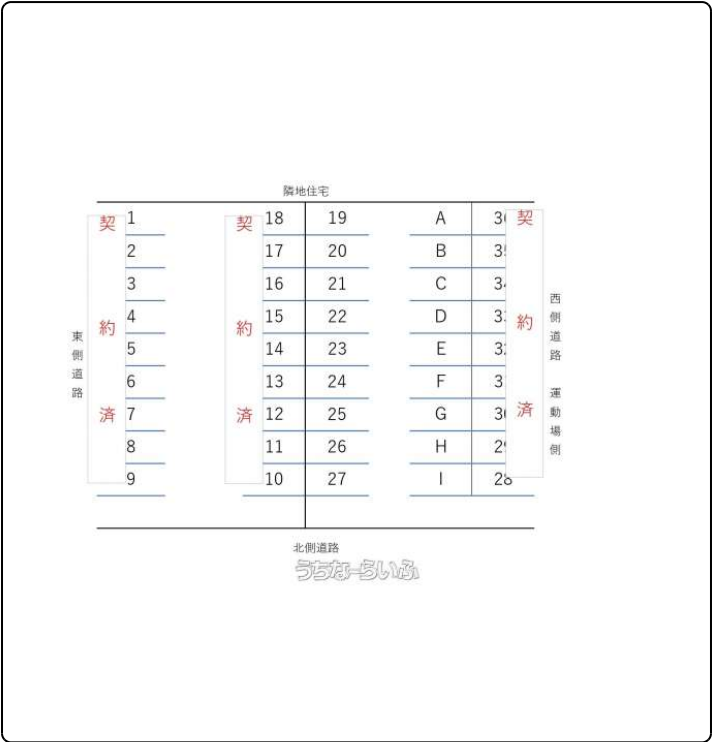 隣地住宅
契 1 契 18 19 A 契
2 17 20 B
3 16 21 C
約 4 約 15 22 D 約
5 14 23 E
6 13 24 F
済 7 済 12 25 G 済
8 11 26 H
9 10 27 I 28
東側道路
西側道路 運動場側
北側道路
うちなーらいふ